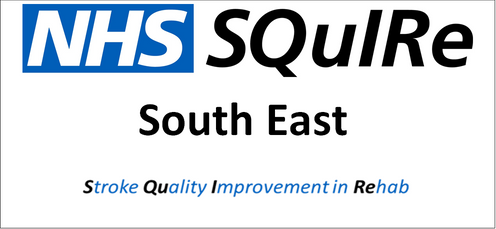 NHS SQuIRe
South East
Stroke Quality Improvement in Rehab